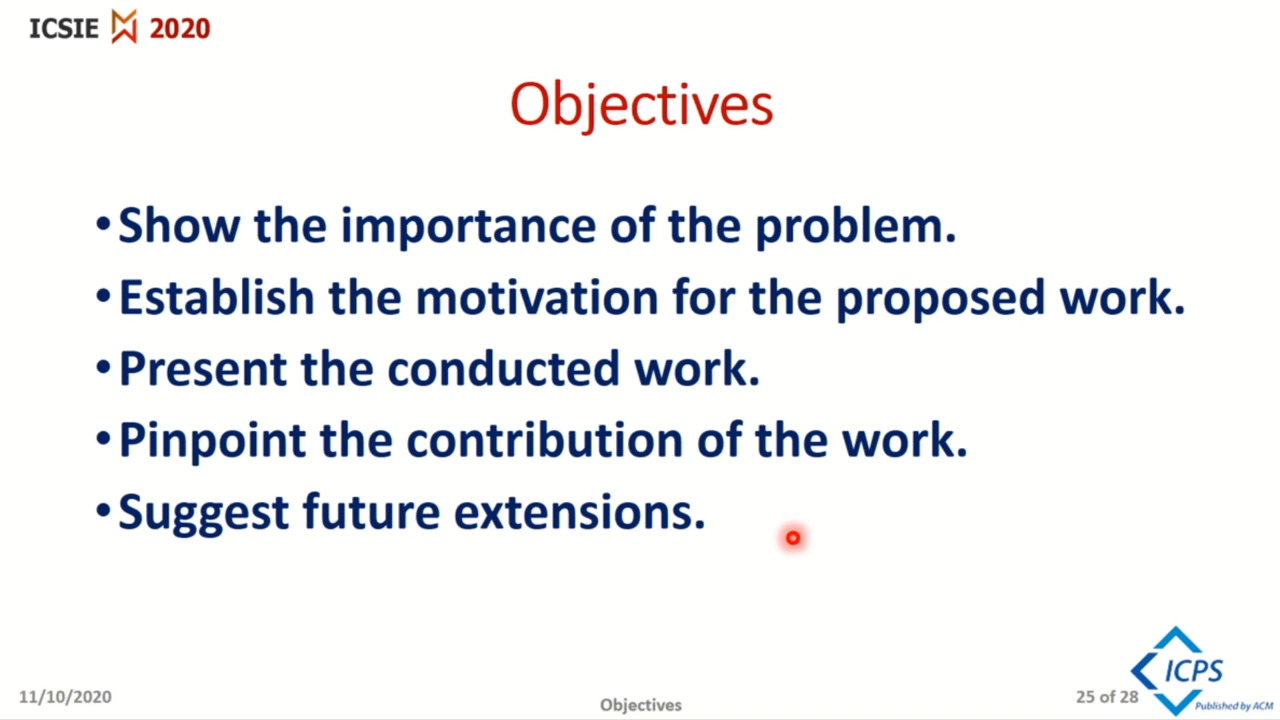 ICSIE 2020
Objectives
•Show the importance of the problem.
•Establish the motivation for the proposed work.
•Present the conducted work.
•Pinpoint the contribution of the work.
•Suggest future extensions.
11/10/2020
Objectives
25 of 28
ICPS
Published by ACM